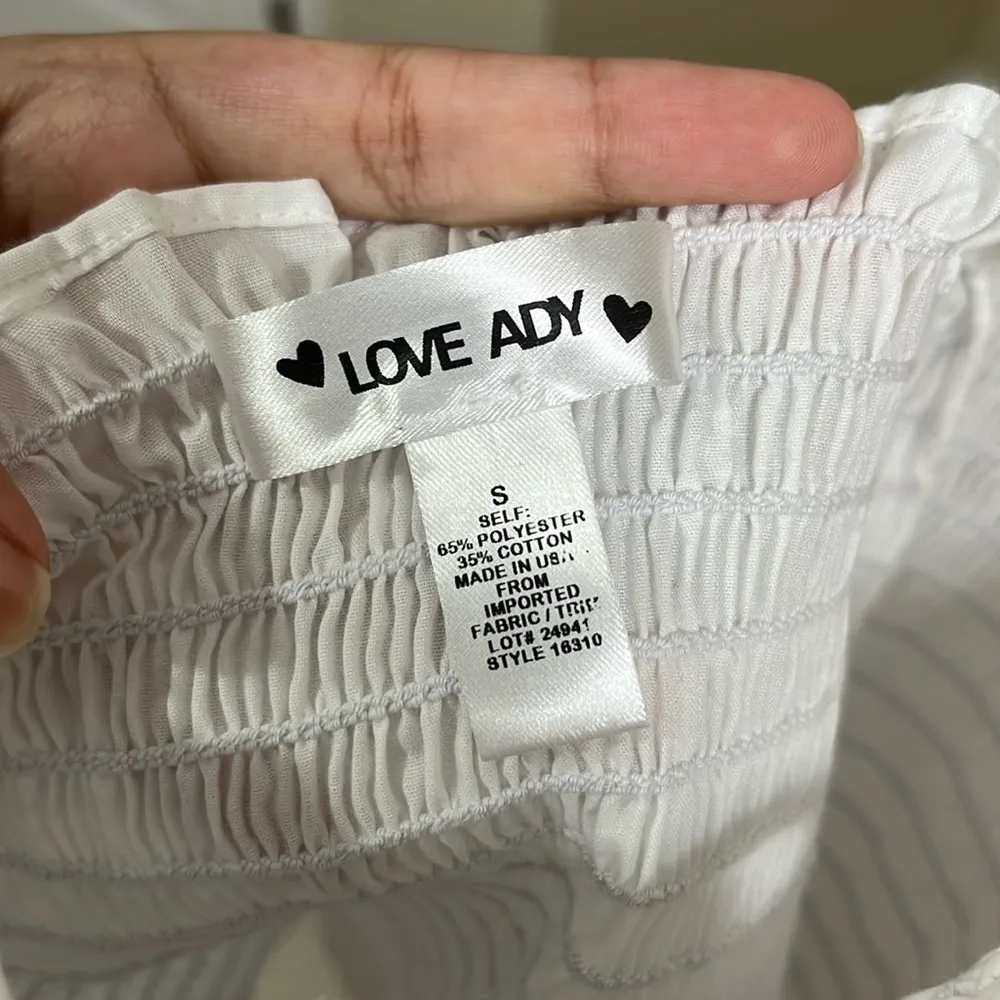 ♥ LOVE ADY ♥
S
SELF:
65% POLYESTER
35% COTTON
MADE IN USA
FROM
IMPORTED
FABRIC / TRIM
LOT# 24941
STYLE 16310